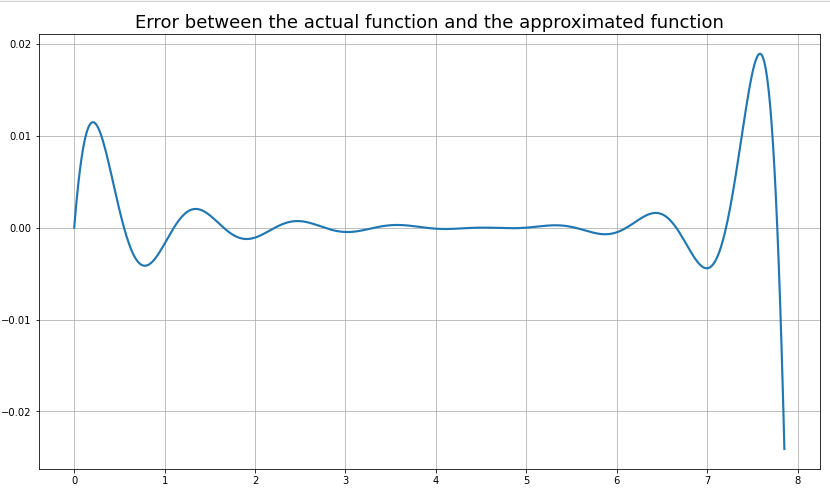 Error between the actual function and the approximated function
0.02
0.01
0.00
−0.01
−0.02
0 1 2 3 4 5 6 7 8